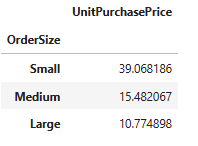 UnitPurchasePrice
OrderSize
Small 39.068186
Medium 15.482067
Large 10.774898